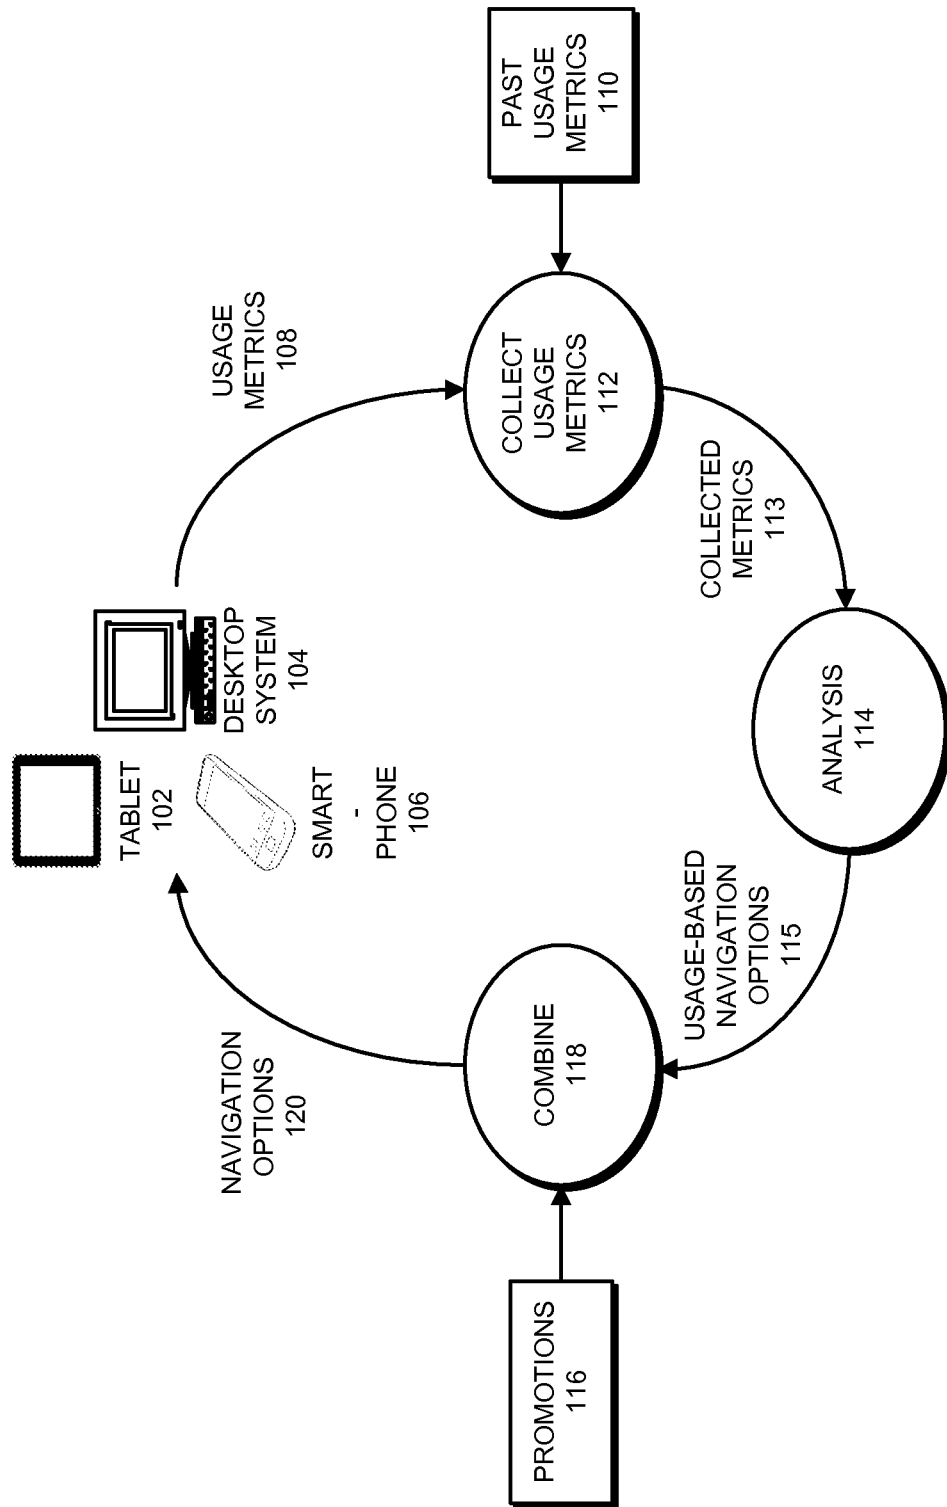 TABLET
102
DESKTOP
SYSTEM
104
SMART
-
PHONE
106
USAGE
METRICS
108
PAST
USAGE
METRICS
110
COLLECT
USAGE
METRICS
112
COLLECTED
METRICS
113
ANALYSIS
114
USAGE-BASED
NAVIGATION
OPTIONS
115
PROMOTIONS
116
COMBINE
118
NAVIGATION
OPTIONS
120